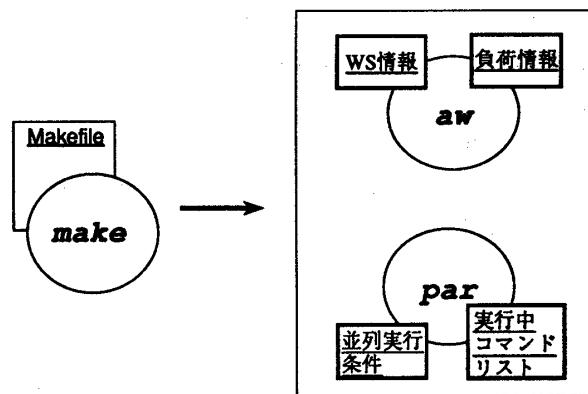 WS情報
負荷情報
aw
Makefile
make
par
並列実行
条件
実行中
コマンド
リスト